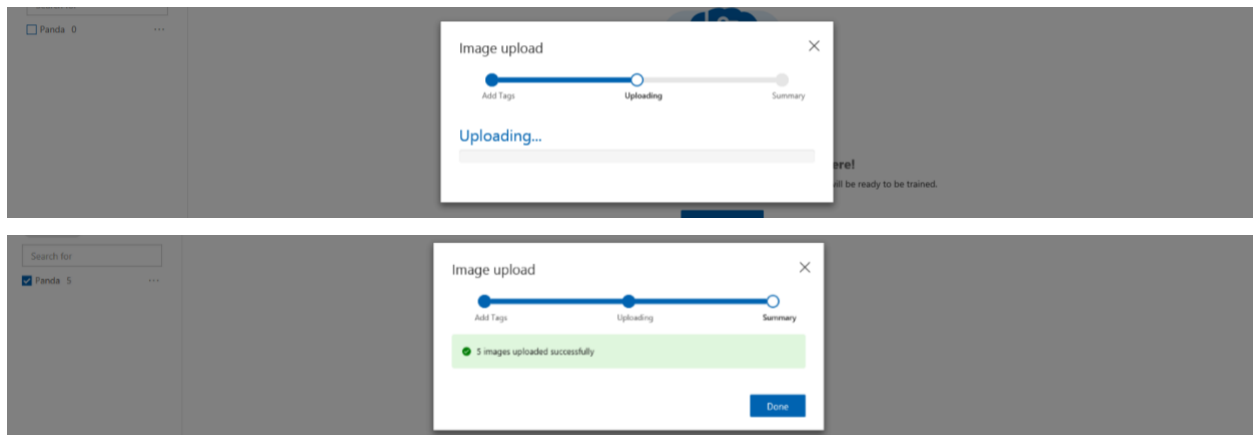 Panda 0 ...
Image upload
Add Tags Uploading Summary
Uploading...
ere!
will be ready to be trained.
Search for
Panda 5 ...
Image upload
Add Tags Uploading Summary
5 images uploaded successfully
Done